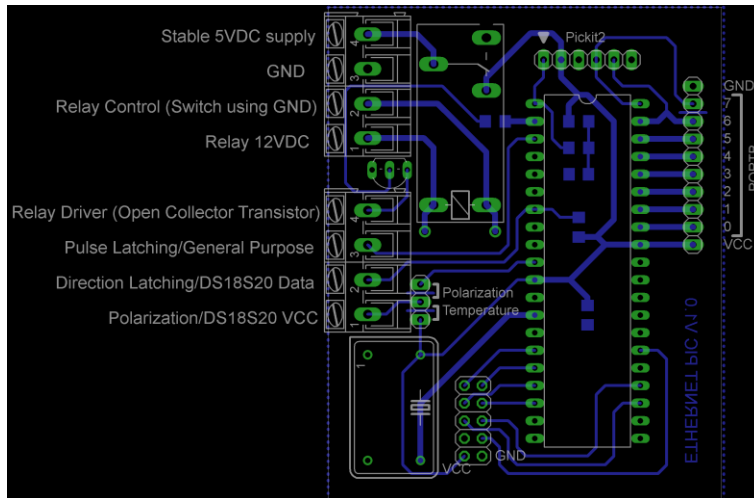 Stable 5VDC supply
GND
Relay Control (Switch using GND)
Relay 12VDC
4
3
2
1
Relay Driver (Open Collector Transistor)
Pulse Latching/General Purpose
Direction Latching/DS18S20 Data
Polarization/DS18S20 VCC
4
3
2
1
Polarization
Temperature
1
VCC
GND
Pickit2
GND
7
6
5
4
3
2
1
0
VCC
PORTB
ETHERNET PIC V1.0